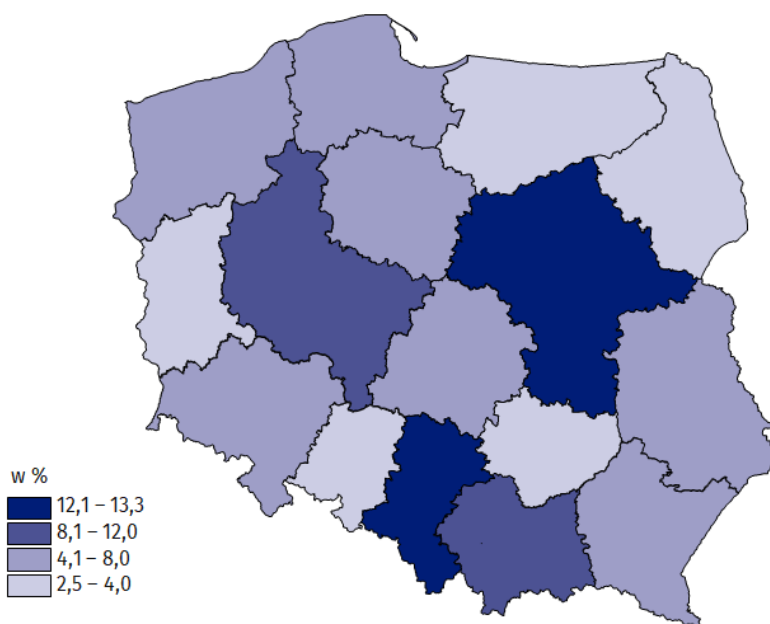 w %
12,1 – 13,3
8,1 – 12,0
4,1 – 8,0
2,5 – 4,0